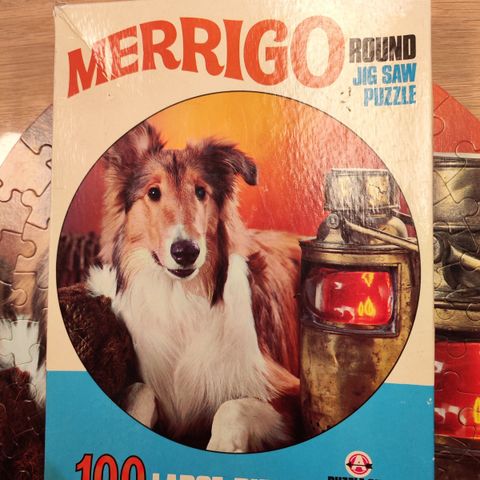 MERRIGO
ROUND
JIG SAW
PUZZLE
100